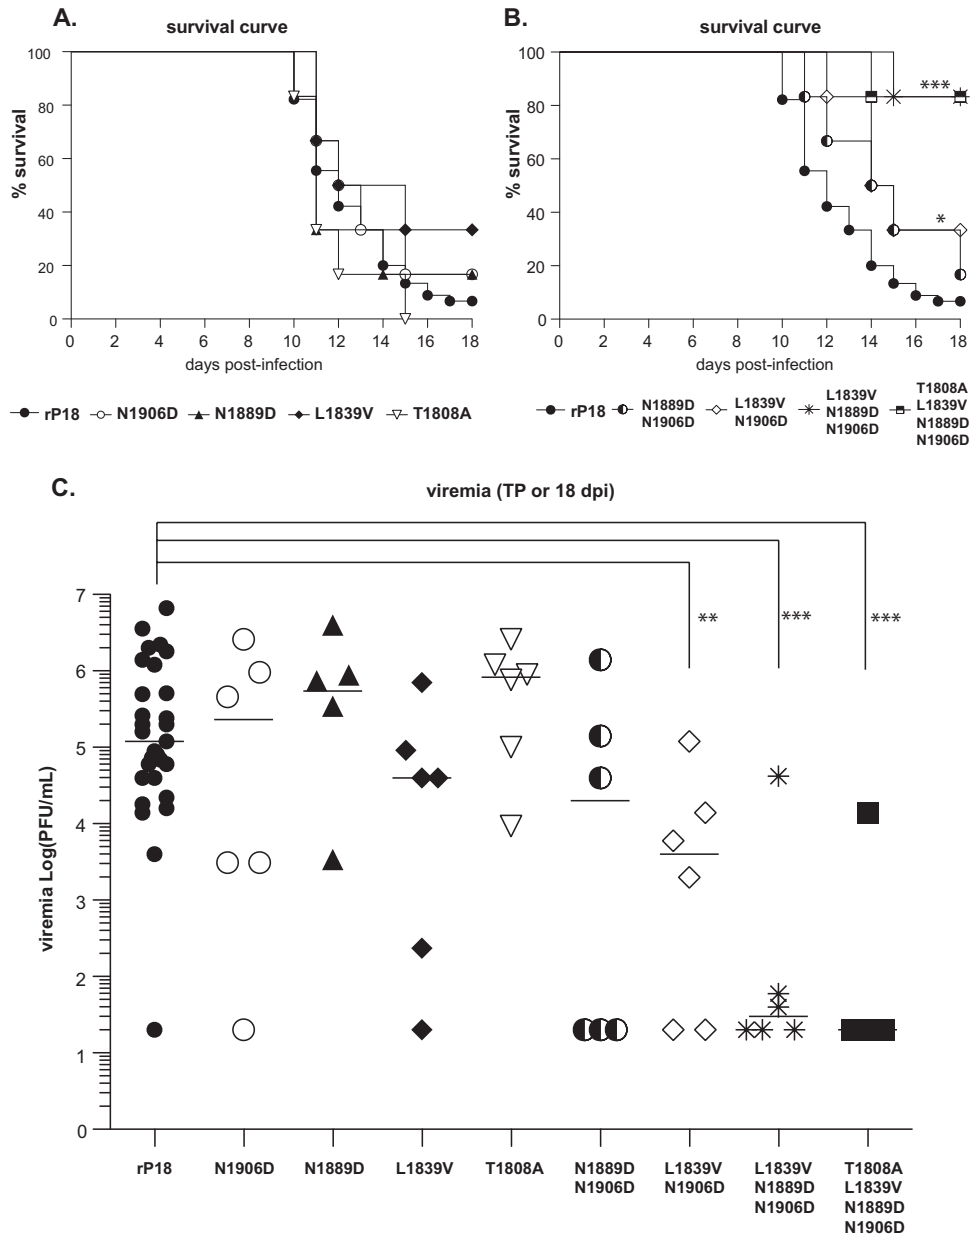 A.
survival curve
% survival
100
80
60
40
20
0
0 2 4 6 8 10 12 14 16 18
days post-infection
rP18 N1906D N1889D L1839V T1808A
B.
survival curve
% survival
100
80
60
40
20
0
***
*
0 2 4 6 8 10 12 14 16 18
days post-infection
rP18
N1889D
N1906D
L1839V
N1906D
L1839V
N1889D
N1906D
T1808A
L1839V
N1889D
N1906D
C.
viremia (TP or 18 dpi)
viremia Log(PFU/mL)
7
6
5
4
3
2
1
0
** *** ***
rP18
N1906D
N1889D
L1839V
T1808A
N1889D
N1906D
L1839V
N1906D
L1839V
N1889D
N1906D
T1808A
L1839V
N1889D
N1906D